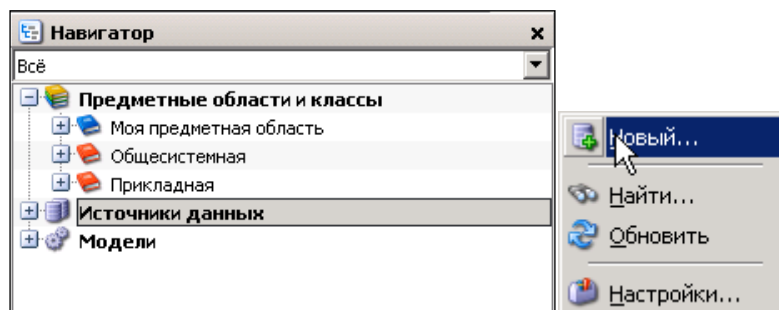 Навигатор
Всё
Предметные области и классы
Моя предметная область
Общесистемная
Прикладная
Источники данных
Модели
Новый...
Найти...
Обновить
Настройки...